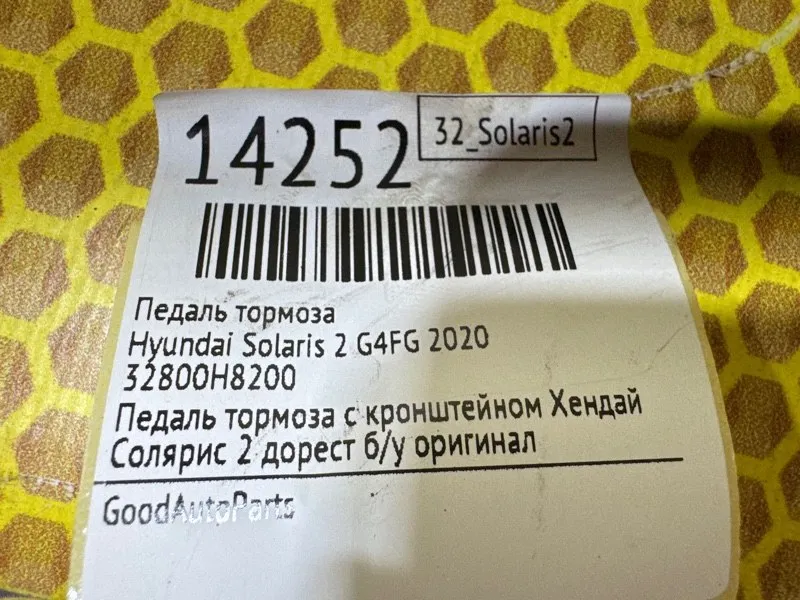 14252
32_Solaris2
Педаль тормоза
Hyundai Solaris 2 G4FG 2020
32800H8200
Педаль тормоза с кронштейном Хендай
Солярис 2 дорест б/у оригинал
GoodAutoParts